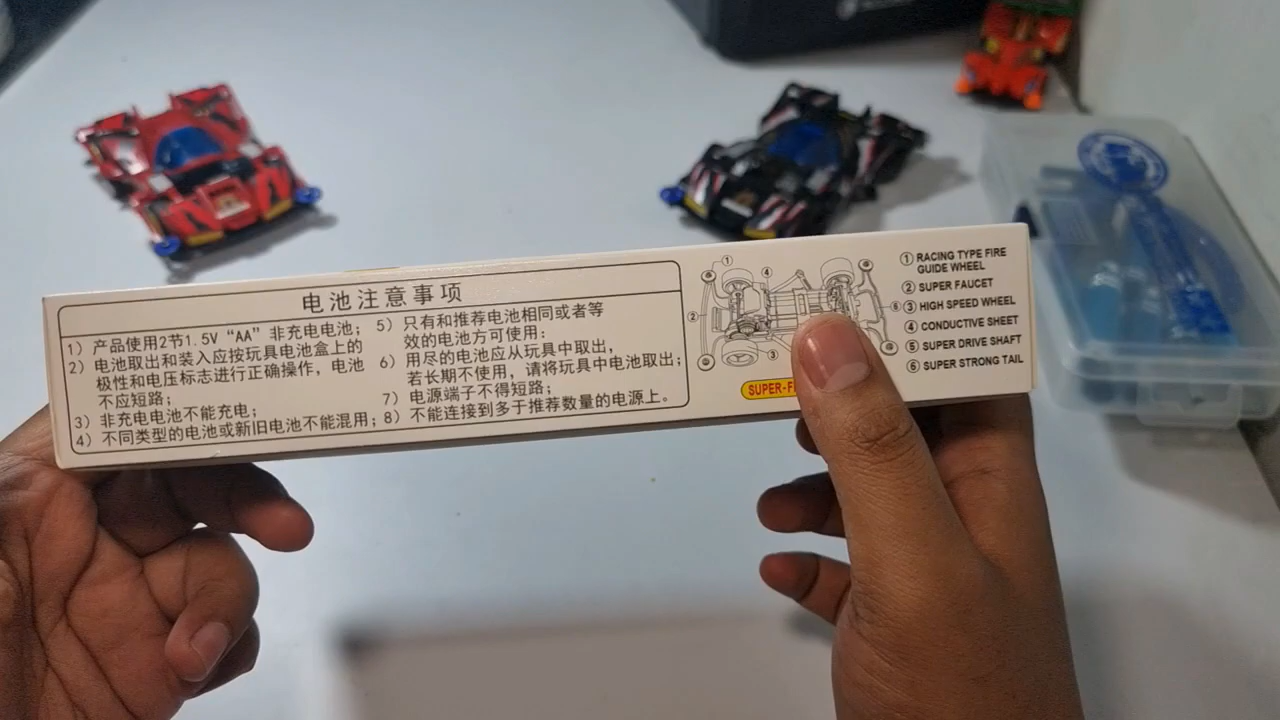 电池注意事项
1）产品使用2节1.5V“AA”非充电电池；
2）电池取出和装入应按玩具电池盒上的
极性和电压标志进行正确操作，电池
不应短路；
3）非充电电池不能充电；
4）不同类型的电池或新旧电池不能混用；
5）只有和推荐电池相同或者等
效的电池方可使用：
6）用尽的电池应从玩具中取出，
若长期不使用，请将玩具中电池取出；
7）电源端子不得短路；
8）不能连接到多于推荐数量的电源上。
① ④ ② ⑥ ③ ⑤
SUPER-F
① RACING TYPE FIRE
GUIDE WHEEL
② SUPER FAUCET
③ HIGH SPEED WHEEL
④ CONDUCTIVE SHEET
⑤ SUPER DRIVE SHAFT
⑥ SUPER STRONG TAIL